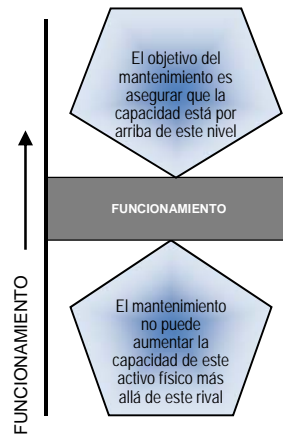 El objetivo del
mantenimiento es
asegurar que la
capacidad está por
arriba de este nivel
FUNCIONAMIENTO
El mantenimiento
no puede
aumentar la
capacidad de este
activo físico más
allá de este rival
FUNCIONAMIENTO